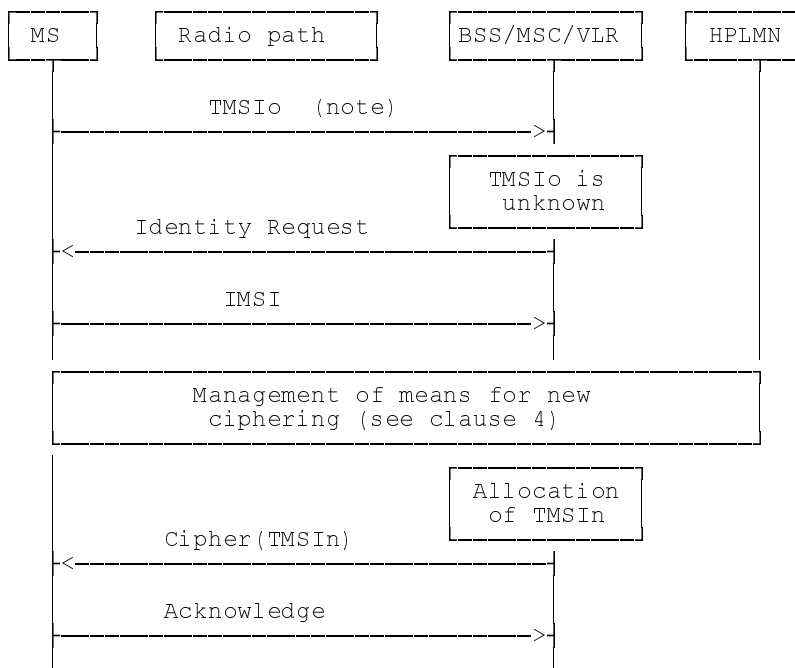 MS Radio path BSS/MSC/VLR HPLMN
TMSIo (note)
TMSIo is
unknown
Identity Request
IMSI
Management of means for new
ciphering (see clause 4)
Allocation
of TMSIn
Cipher(TMSIn)
Acknowledge